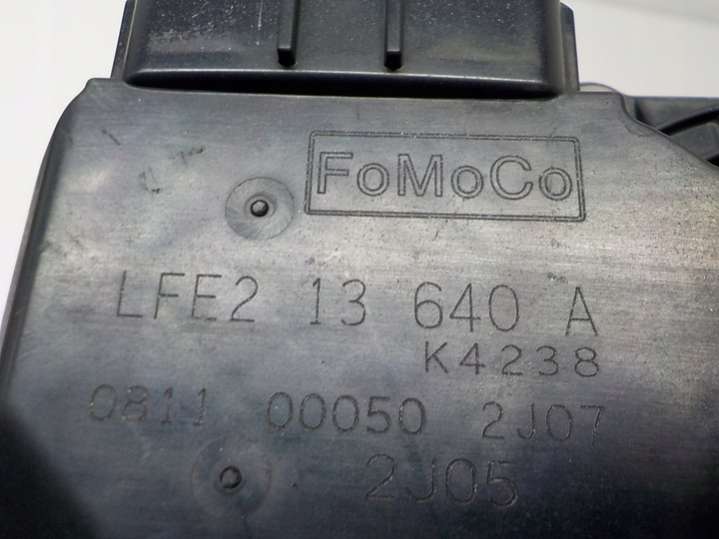 FoMoCo
LFE2 13 640 A
K4238
0811 00050 2J07
2J05